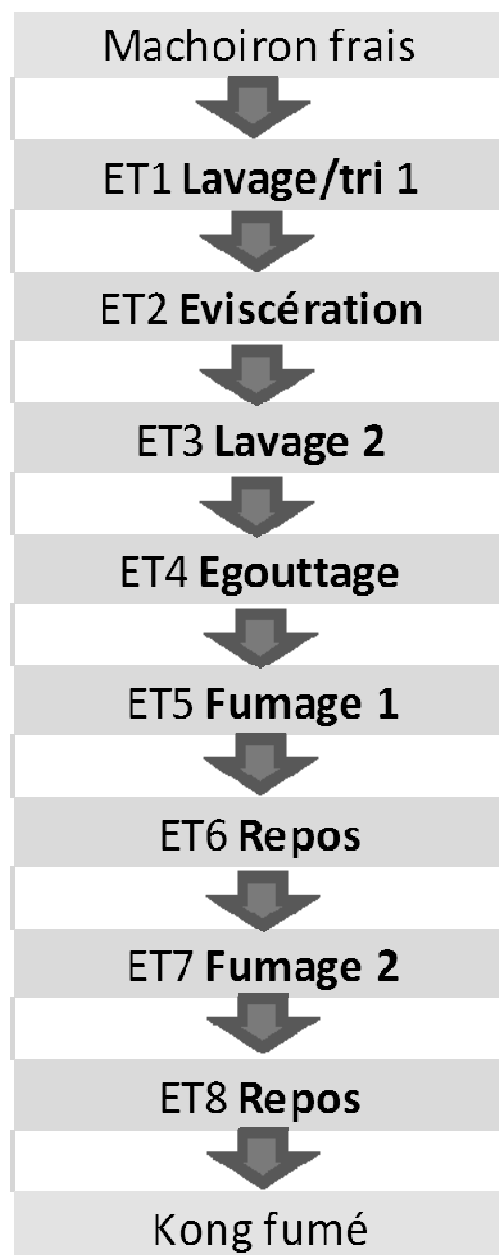 Machoiron frais
ET1 Lavage/tri 1
ET2 Eviscération
ET3 Lavage 2
ET4 Egouttage
ET5 Fumage 1
ET6 Repos
ET7 Fumage 2
ET8 Repos
Kong fumé